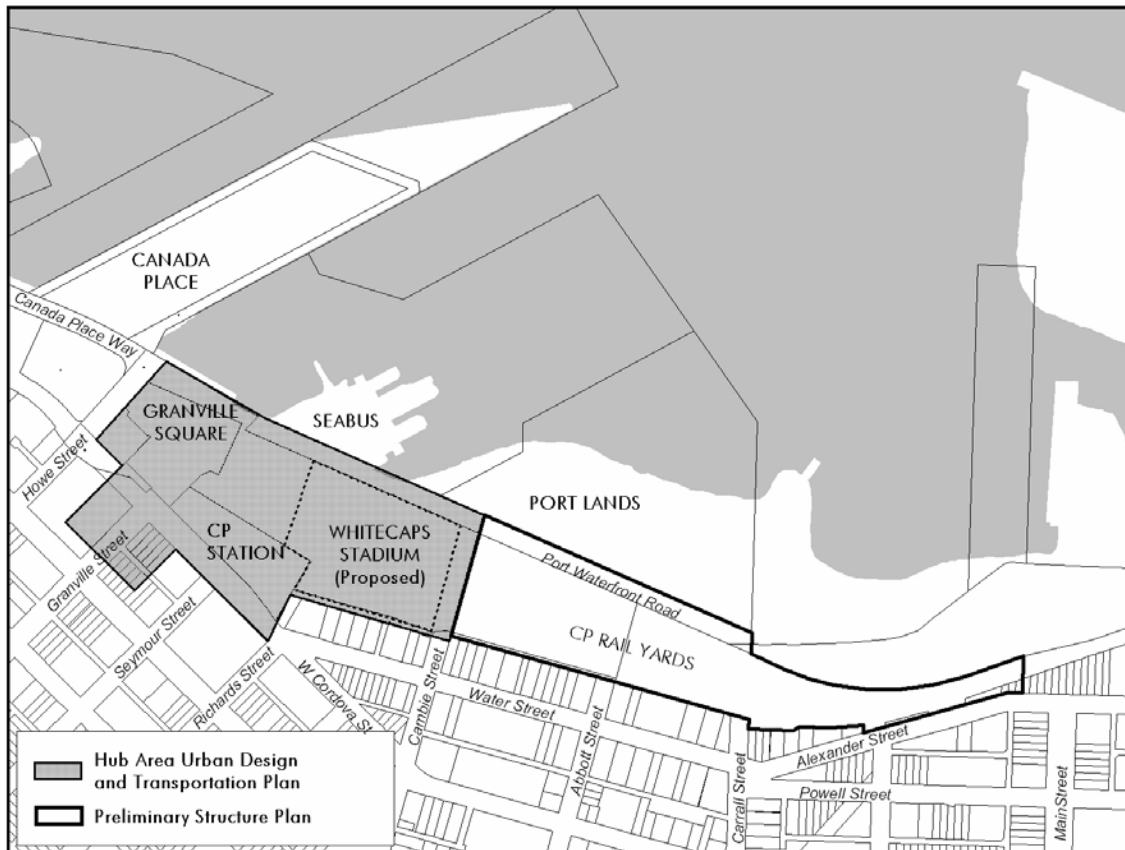 CANADA
PLACE
Canada Place Way
GRANVILLE
SQUARE
SEABUS
Howe Street
PORT LANDS
CP
STATION
WHITECAPS
STADIUM
(Proposed)
Port Waterfront Road
Granville Street
CP RAIL YARDS
Seymour Street
Richards Street
W Cordova St
Cambie Street
Water Street
Abbott Street
Carrall Street
Alexander Street
Powell Street
MainStreet
Hub Area Urban Design
and Transportation Plan
Preliminary Structure Plan